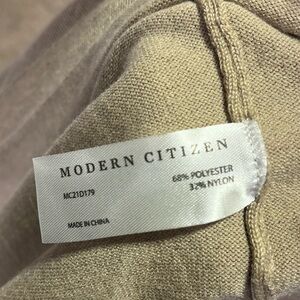 MODERN CITIZEN
MC21D179
68% POLYESTER
32% NYLON
MADE IN CHINA